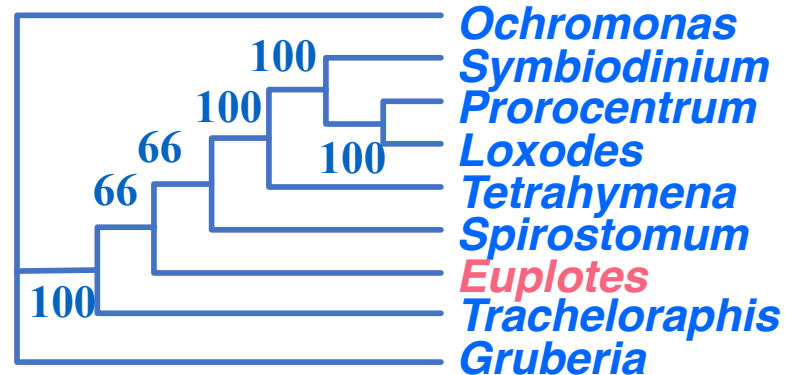 Ochromonas
100 Symbiodinium
100 Prorocentrum
66 100 Loxodes
66 Tetrahymena
Spirostomum
Euplotes
100 Tracheloraphis
Gruberia